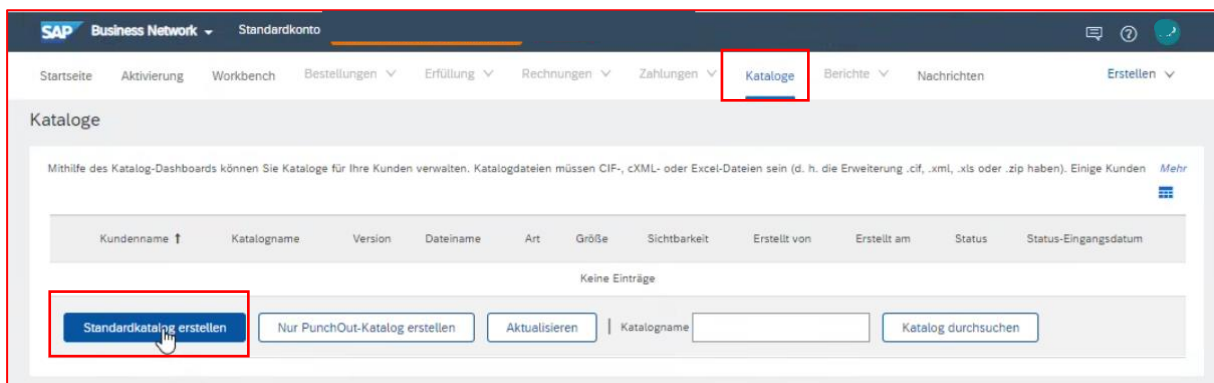 SAP Business Network Standardkonto
Startseite Aktivierung Workbench Bestellungen Erfüllung Rechnungen Zahlungen Kataloge Berichte Nachrichten Erstellen
Kataloge
Mithilfe des Katalog-Dashboards können Sie Kataloge für Ihre Kunden verwalten. Katalogdateien müssen CIF-, cXML- oder Excel-Dateien sein (d. h. die Erweiterung .cif, .xml, .xls oder .zip haben). Einige Kunden Mehr
Kundenname ↑ Katalogname Version Dateiname Art Größe Sichtbarkeit Erstellt von Erstellt am Status Status-Eingangsdatum
Keine Einträge
Standardkatalog erstellen Nur PunchOut-Katalog erstellen Aktualisieren | Katalogname Katalog durchsuchen